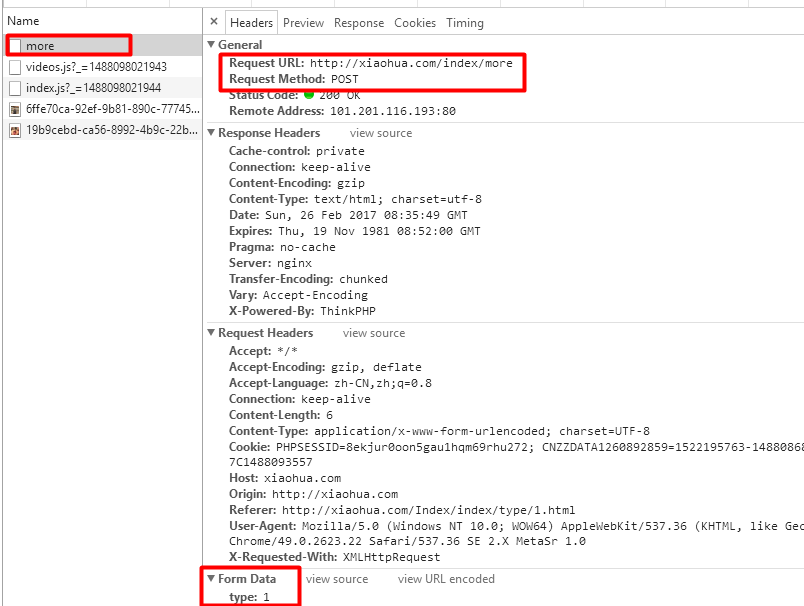 Name
× Headers Preview Response Cookies Timing
more
videos.js?_=1488098021943
index.js?_=1488098021944
6ffe70ca-92ef-9b81-890c-77745...
19b9cebd-ca56-8992-4b9c-22b...
▼ General
Request URL: http://xiaohua.com/index/more
Request Method: POST
Status Code: 200 OK
Remote Address: 101.201.116.193:80
▼ Response Headers view source
Cache-control: private
Connection: keep-alive
Content-Encoding: gzip
Content-Type: text/html; charset=utf-8
Date: Sun, 26 Feb 2017 08:35:49 GMT
Expires: Thu, 19 Nov 1981 08:52:00 GMT
Pragma: no-cache
Server: nginx
Transfer-Encoding: chunked
Vary: Accept-Encoding
X-Powered-By: ThinkPHP
▼ Request Headers view source
Accept: */*
Accept-Encoding: gzip, deflate
Accept-Language: zh-CN,zh;q=0.8
Connection: keep-alive
Content-Length: 6
Content-Type: application/x-www-form-urlencoded; charset=UTF-8
Cookie: PHPSESSID=8ekjur0oon5gau1hqm69rhu272; CNZZDATA1260892859=1522195763-1488086
7C1488093557
Host: xiaohua.com
Origin: http://xiaohua.com
Referer: http://xiaohua.com/Index/index/type/1.html
User-Agent: Mozilla/5.0 (Windows NT 10.0; WOW64) AppleWebKit/537.36 (KHTML, like Gec
Chrome/49.0.2623.22 Safari/537.36 SE 2.X MetaSr 1.0
X-Requested-With: XMLHttpRequest
▼ Form Data view source view URL encoded
type: 1